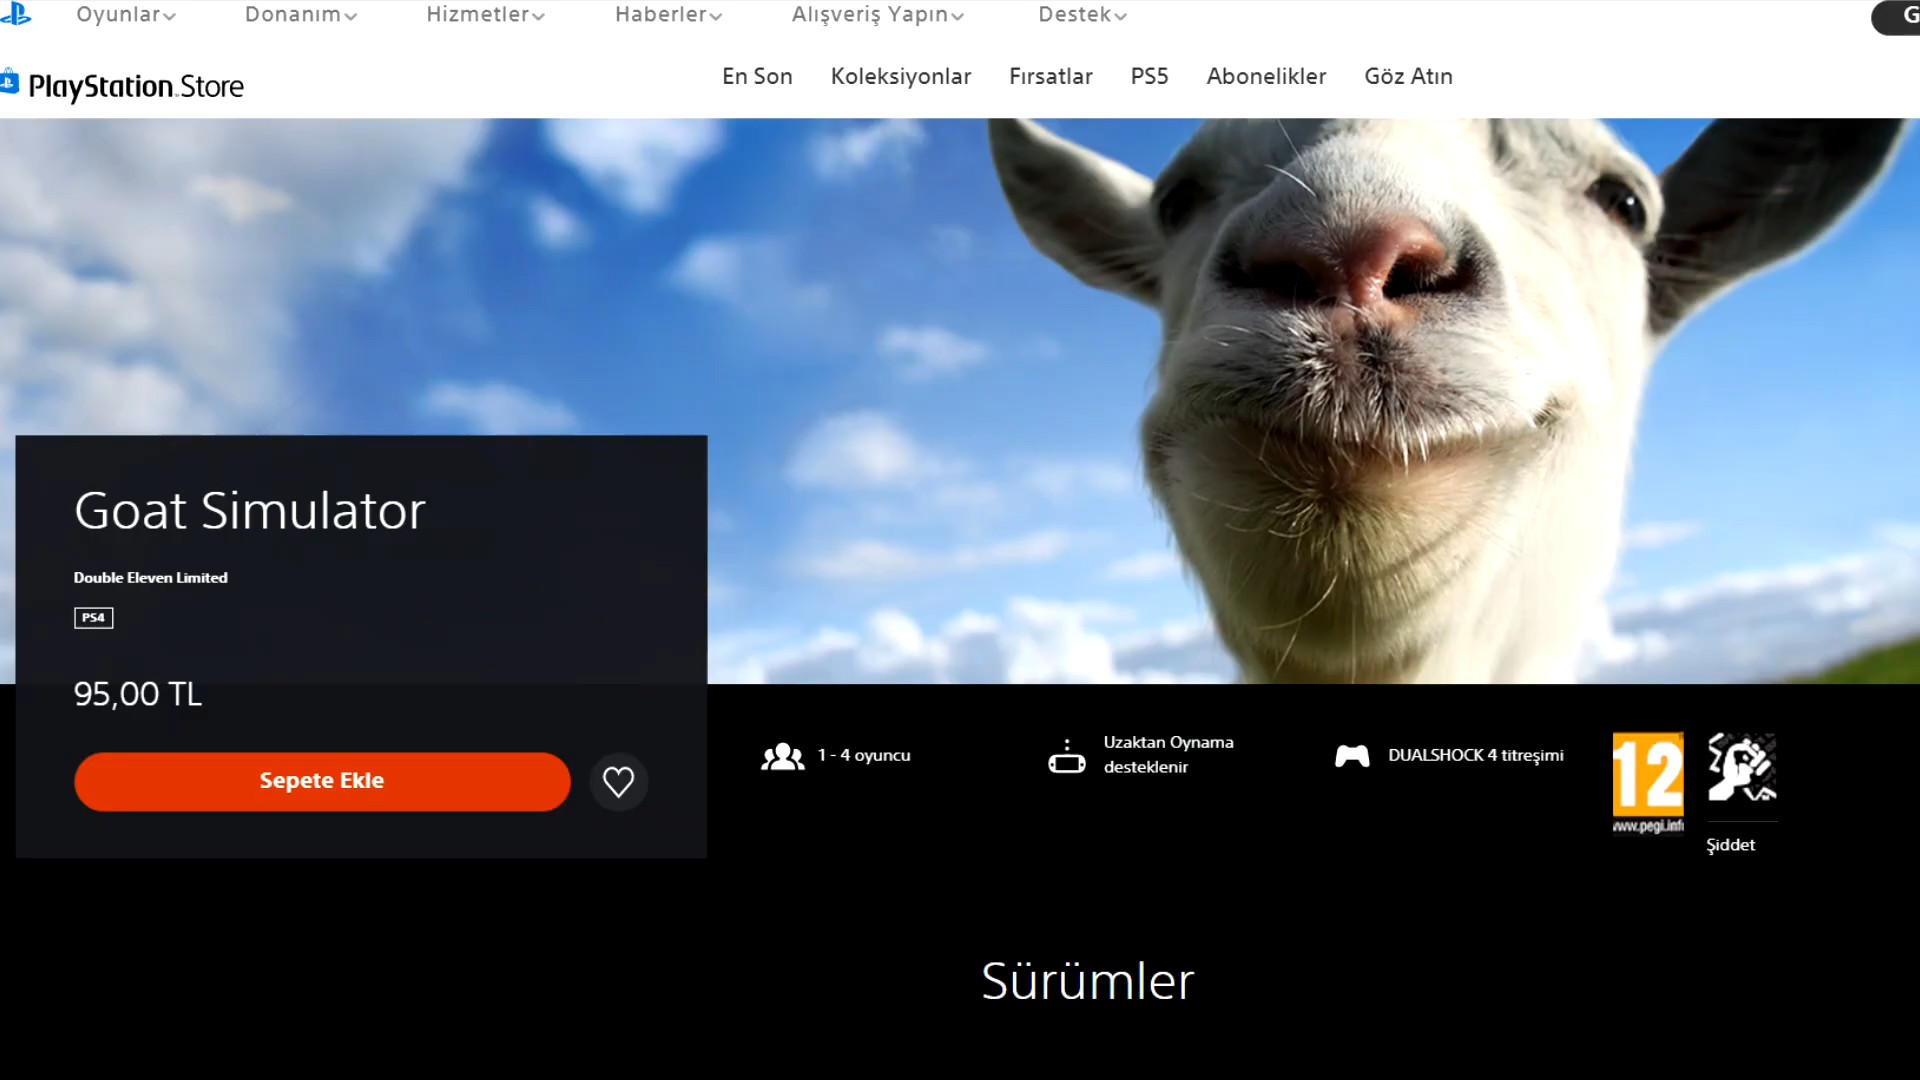 Oyunlar Donanım Hizmetler Haberler Alışveriş Yapın Destek G
PlayStation Store
En Son Koleksiyonlar Fırsatlar PS5 Abonelikler Göz Atın
Goat Simulator
Double Eleven Limited
PS4
95,00 TL
Sepete Ekle
1 - 4 oyuncu
Uzaktan Oynama
desteklenir
DUALSHOCK 4 titreşimi
12
www.pegi.info
Şiddet
Sürümler